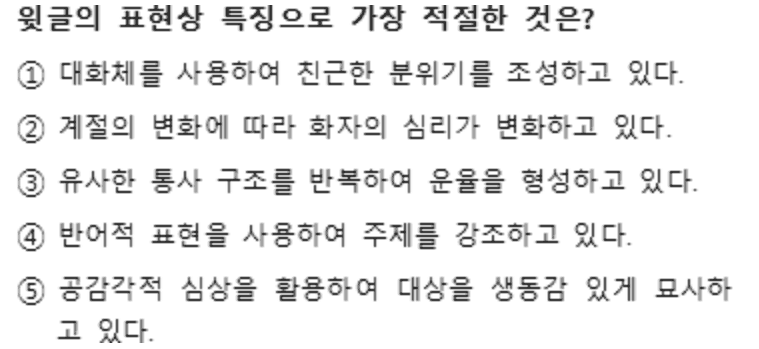 윗글의 표현상 특징으로 가장 적절한 것은?
① 대화체를 사용하여 친근한 분위기를 조성하고 있다.
② 계절의 변화에 따라 화자의 심리가 변화하고 있다.
③ 유사한 통사 구조를 반복하여 운율을 형성하고 있다.
④ 반어적 표현을 사용하여 주제를 강조하고 있다.
⑤ 공감각적 심상을 활용하여 대상을 생동감 있게 묘사하
고 있다.